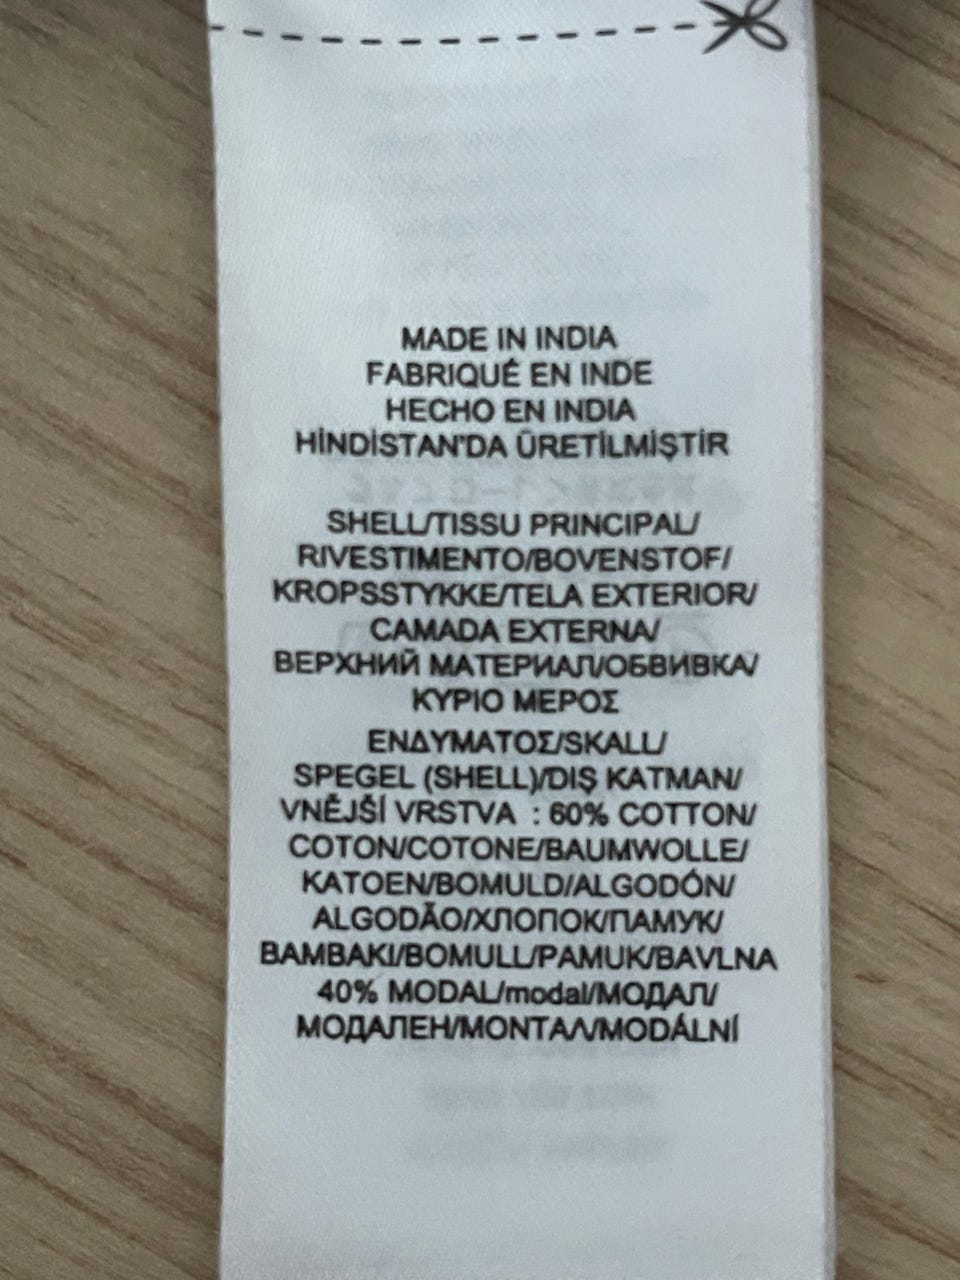 MADE IN INDIA
FABRIQUÉ EN INDE
HECHO EN INDIA
HİNDİSTAN'DA ÜRETİLMİŞTİR
SHELL/TISSU PRINCIPAL/
RIVESTIMENTO/BOVENSTOF/
KROPSSTYKKE/TELA EXTERIOR/
CAMADA EXTERNA/
ВЕРХНИЙ МАТЕРИАЛ/ОБВИВКА/
ΚΥΡΙΟ ΜΕΡΟΣ
ΕΝΔΥΜΑΤΟΣ/SKALL/
SPEGEL (SHELL)/DIŞ KATMAN/
VNĚJŠÍ VRSTVA : 60% COTTON/
COTON/COTONE/BAUMWOLLE/
KATOEN/BOMULD/ALGODÓN/
ALGODÃO/ХЛОПОК/ПАМУК/
ΒΑΜΒΑΚΙ/BOMULL/PAMUK/BAVLNA
40% MODAL/modal/МОДАЛ/
МОДАЛЕН/ΜΟΝΤΑΛ/MODÁLNÍ